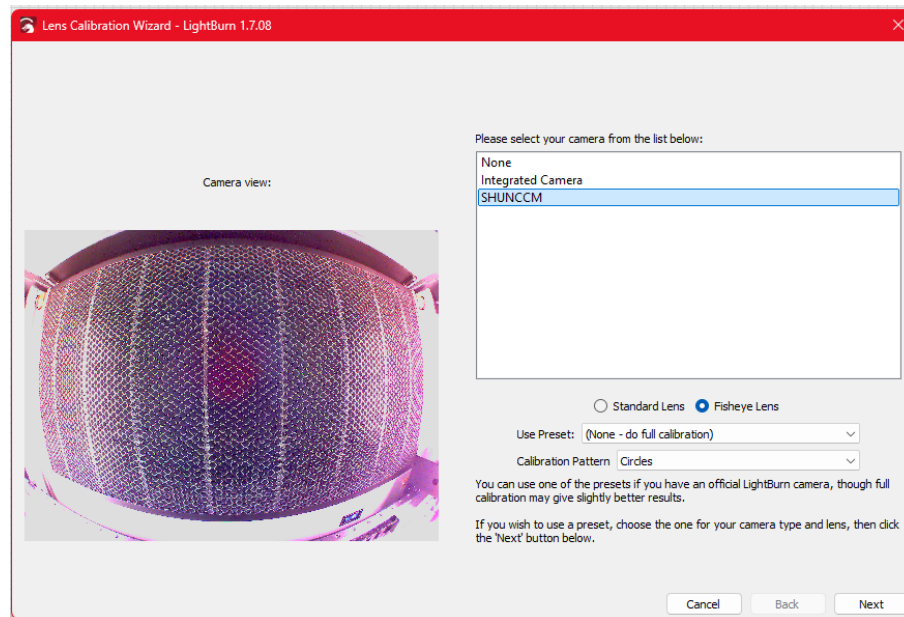 Lens Calibration Wizard - LightBurn 1.7.08
Camera view:
Please select your camera from the list below:
None
Integrated Camera
SHUNCCM
Standard Lens Fisheye Lens
Use Preset: (None - do full calibration)
Calibration Pattern Circles
You can use one of the presets if you have an official LightBurn camera, though full
calibration may give slightly better results.
If you wish to use a preset, choose the one for your camera type and lens, then click
the 'Next' button below.
Cancel Back Next